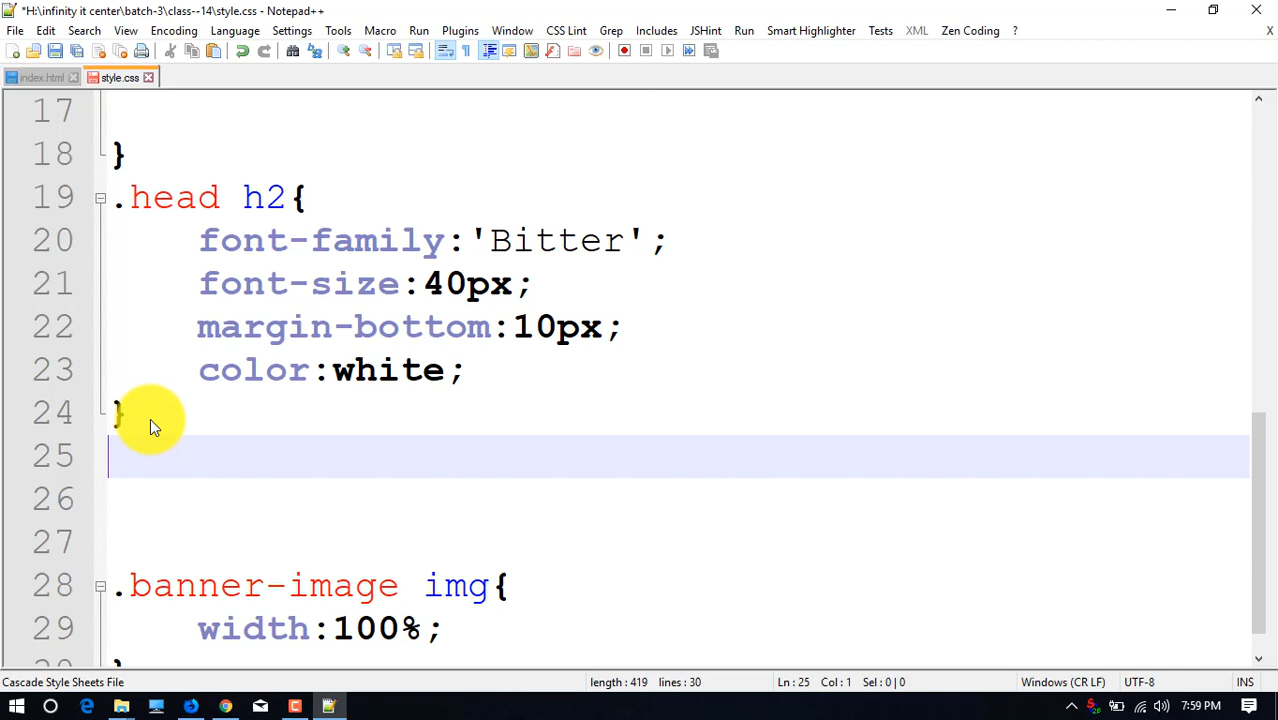 *H:\infinity it center\batch-3\class--14\style.css - Notepad++
File Edit Search View Encoding Language Settings Tools Macro Run Plugins Window CSS Lint Grep Includes JSHint Run Smart Highlighter Tests XML Zen Coding ? X
index.html style.css
17
18 }
19 .head h2{
20 font-family:'Bitter';
21 font-size:40px;
22 margin-bottom:10px;
23 color:white;
24 }
25
26
27
28 .banner-image img{
29 width:100%;
30 }
Cascade Style Sheets File length : 419 lines : 30 Ln : 25 Col : 1 Sel : 0 | 0 Windows (CR LF) UTF-8 INS
7:59 PM